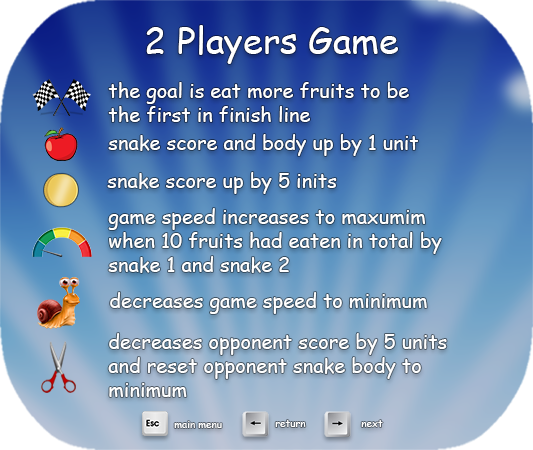 2 Players Game
the goal is eat more fruits to be
the first in finish line
snake score and body up by 1 unit
snake score up by 5 inits
game speed increases to maxumim
when 10 fruits had eaten in total by
snake 1 and snake 2
decreases game speed to minimum
decreases opponent score by 5 units
and reset opponent snake body to
minimum
Esc main menu ← return → next